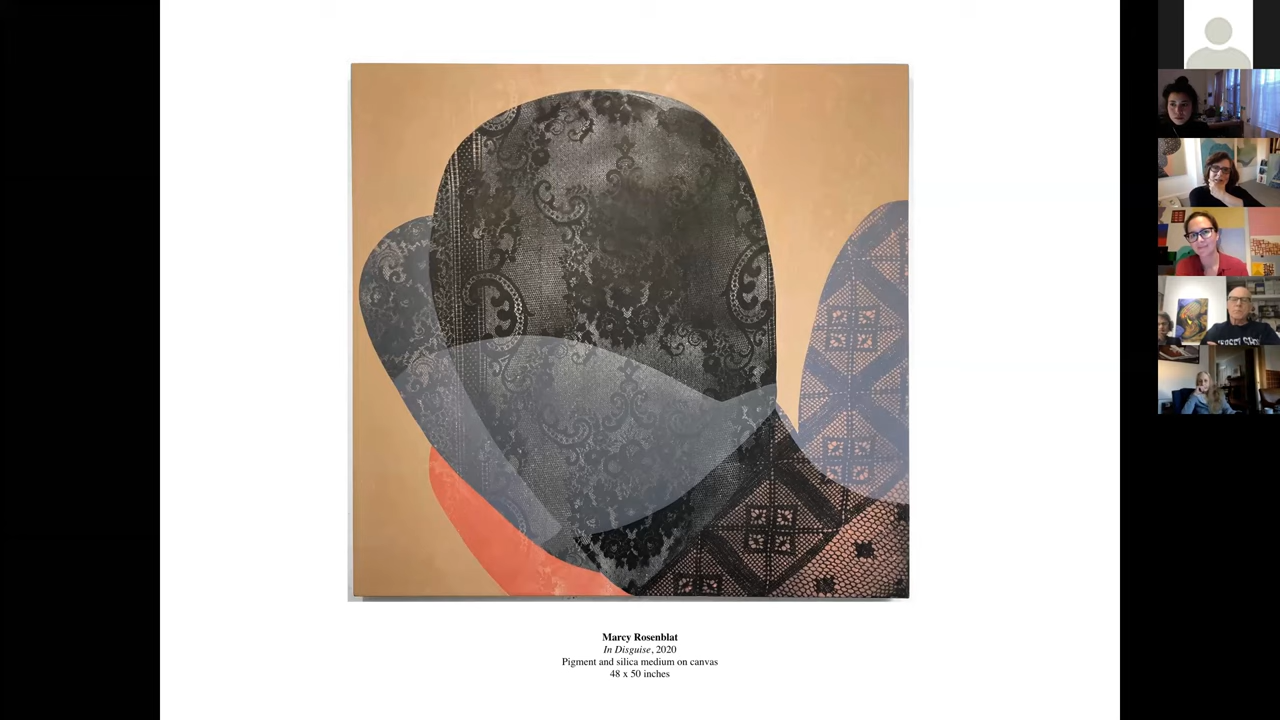 Marcy Rosenblat
In Disguise, 2020
Pigment and silica medium on canvas
48 x 50 inches